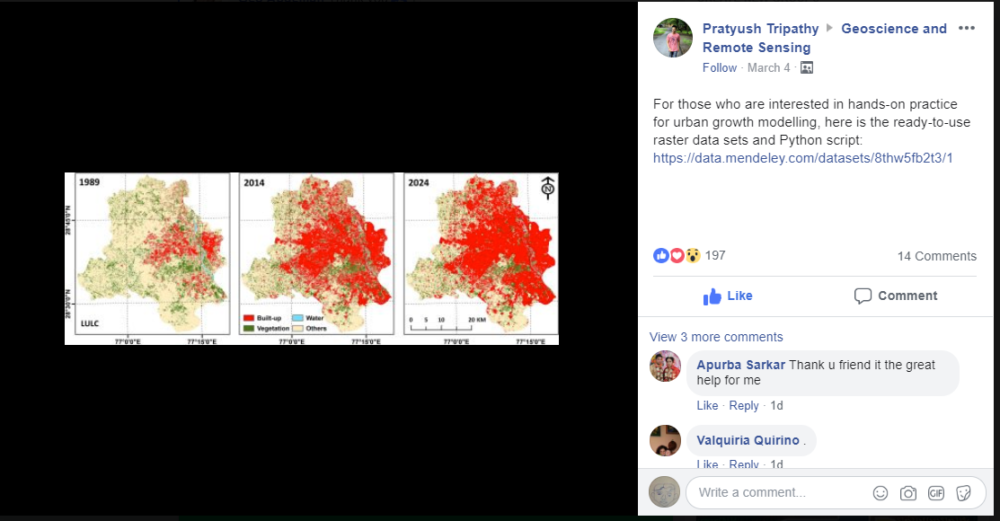 1989
2014
2024
N
28°45'0"N
28°30'0"N
LULC
Built-up
Water
Vegetation
Others
0 5 10 20 KM
77°0'0"E
77°15'0"E
77°0'0"E
77°15'0"E
77°0'0"E
77°15'0"E
Pratyush Tripathy Geoscience and
Remote Sensing
Follow · March 4 ·
For those who are interested in hands-on practice
for urban growth modelling, here is the ready-to-use
raster data sets and Python script:
https://data.mendeley.com/datasets/8thw5fb2t3/1
197
14 Comments
Like
Comment
View 3 more comments
Apurba Sarkar Thank u friend it the great
help for me
Like · Reply · 1d
Valquiria Quirino .
Like · Reply · 1d
Write a comment...
GIF